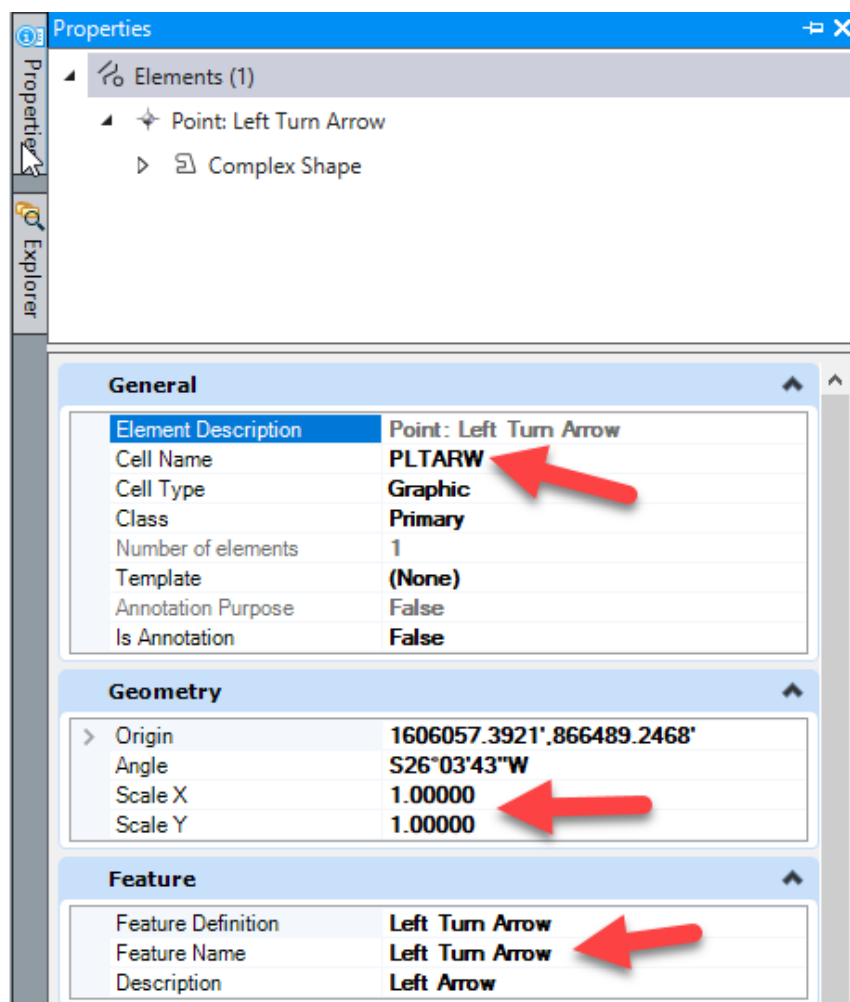 Properties
Properties
Elements (1)
Point: Left Turn Arrow
Complex Shape
Explorer
General
Element Description Point: Left Turn Arrow
Cell Name PLTARW
Cell Type Graphic
Class Primary
Number of elements 1
Template (None)
Annotation Purpose False
Is Annotation False
Geometry
Origin 1606057.3921',866489.2468'
Angle S26°03'43"W
Scale X 1.00000
Scale Y 1.00000
Feature
Feature Definition Left Turn Arrow
Feature Name Left Turn Arrow
Description Left Arrow